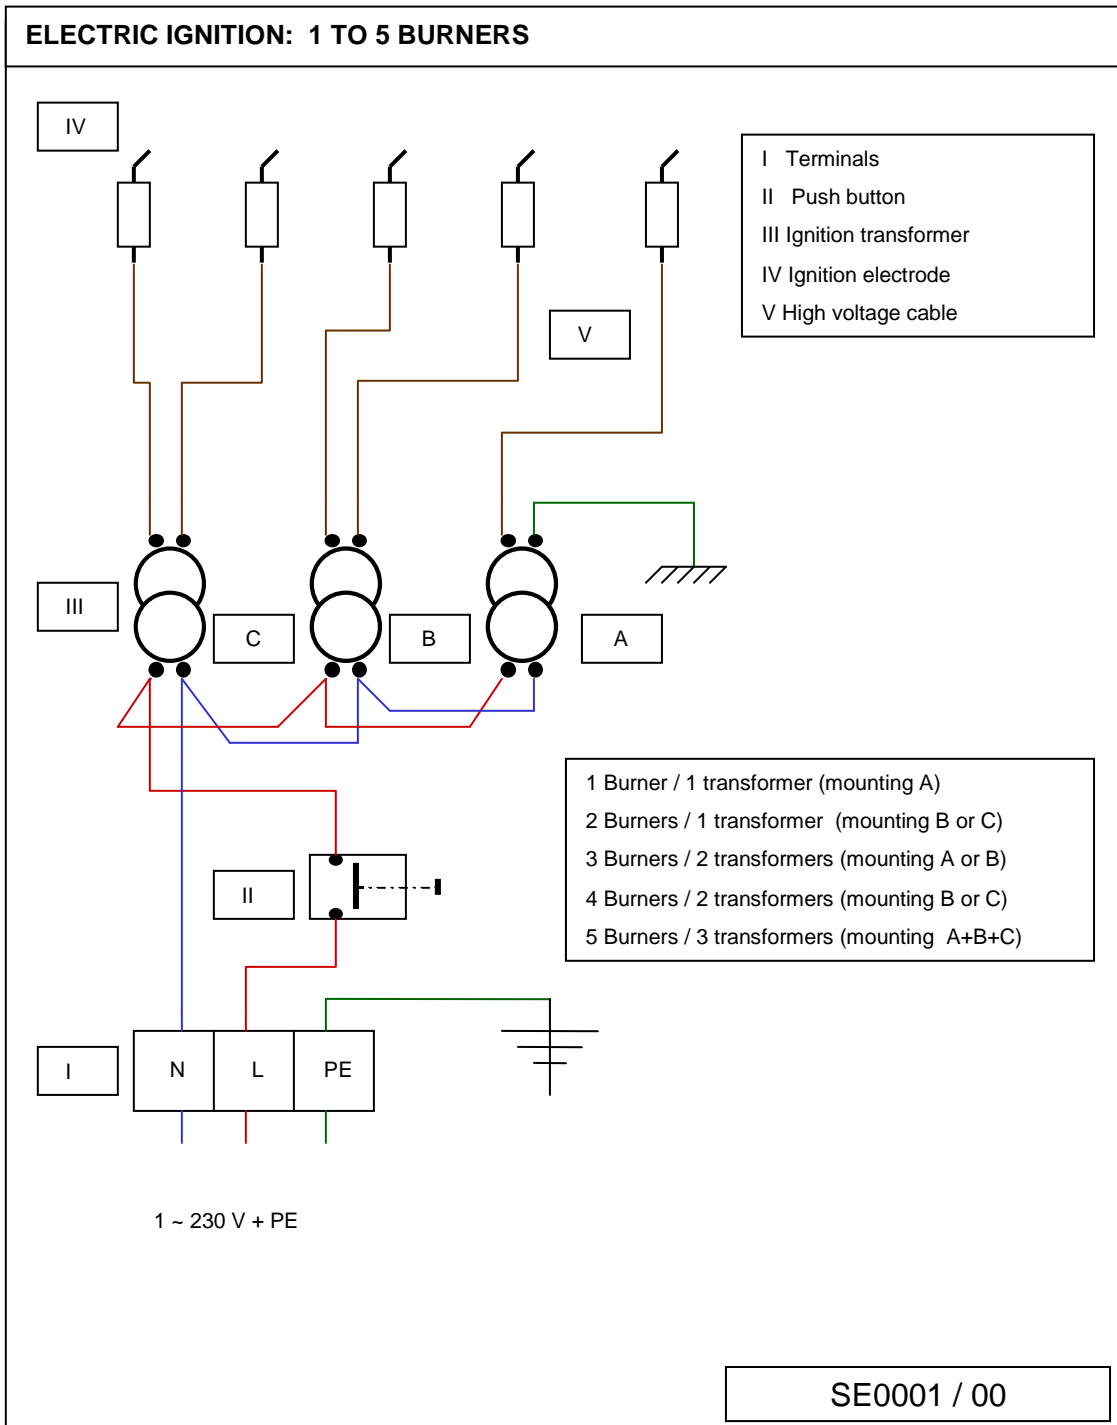 ELECTRIC IGNITION: 1 TO 5 BURNERS
IV
I Terminals
II Push button
III Ignition transformer
IV Ignition electrode
V High voltage cable
V
III
C
B
A
1 Burner / 1 transformer (mounting A)
2 Burners / 1 transformer (mounting B or C)
3 Burners / 2 transformers (mounting A or B)
4 Burners / 2 transformers (mounting B or C)
5 Burners / 3 transformers (mounting A+B+C)
II
I
N
L
PE
1 ~ 230 V + PE
SE0001 / 00